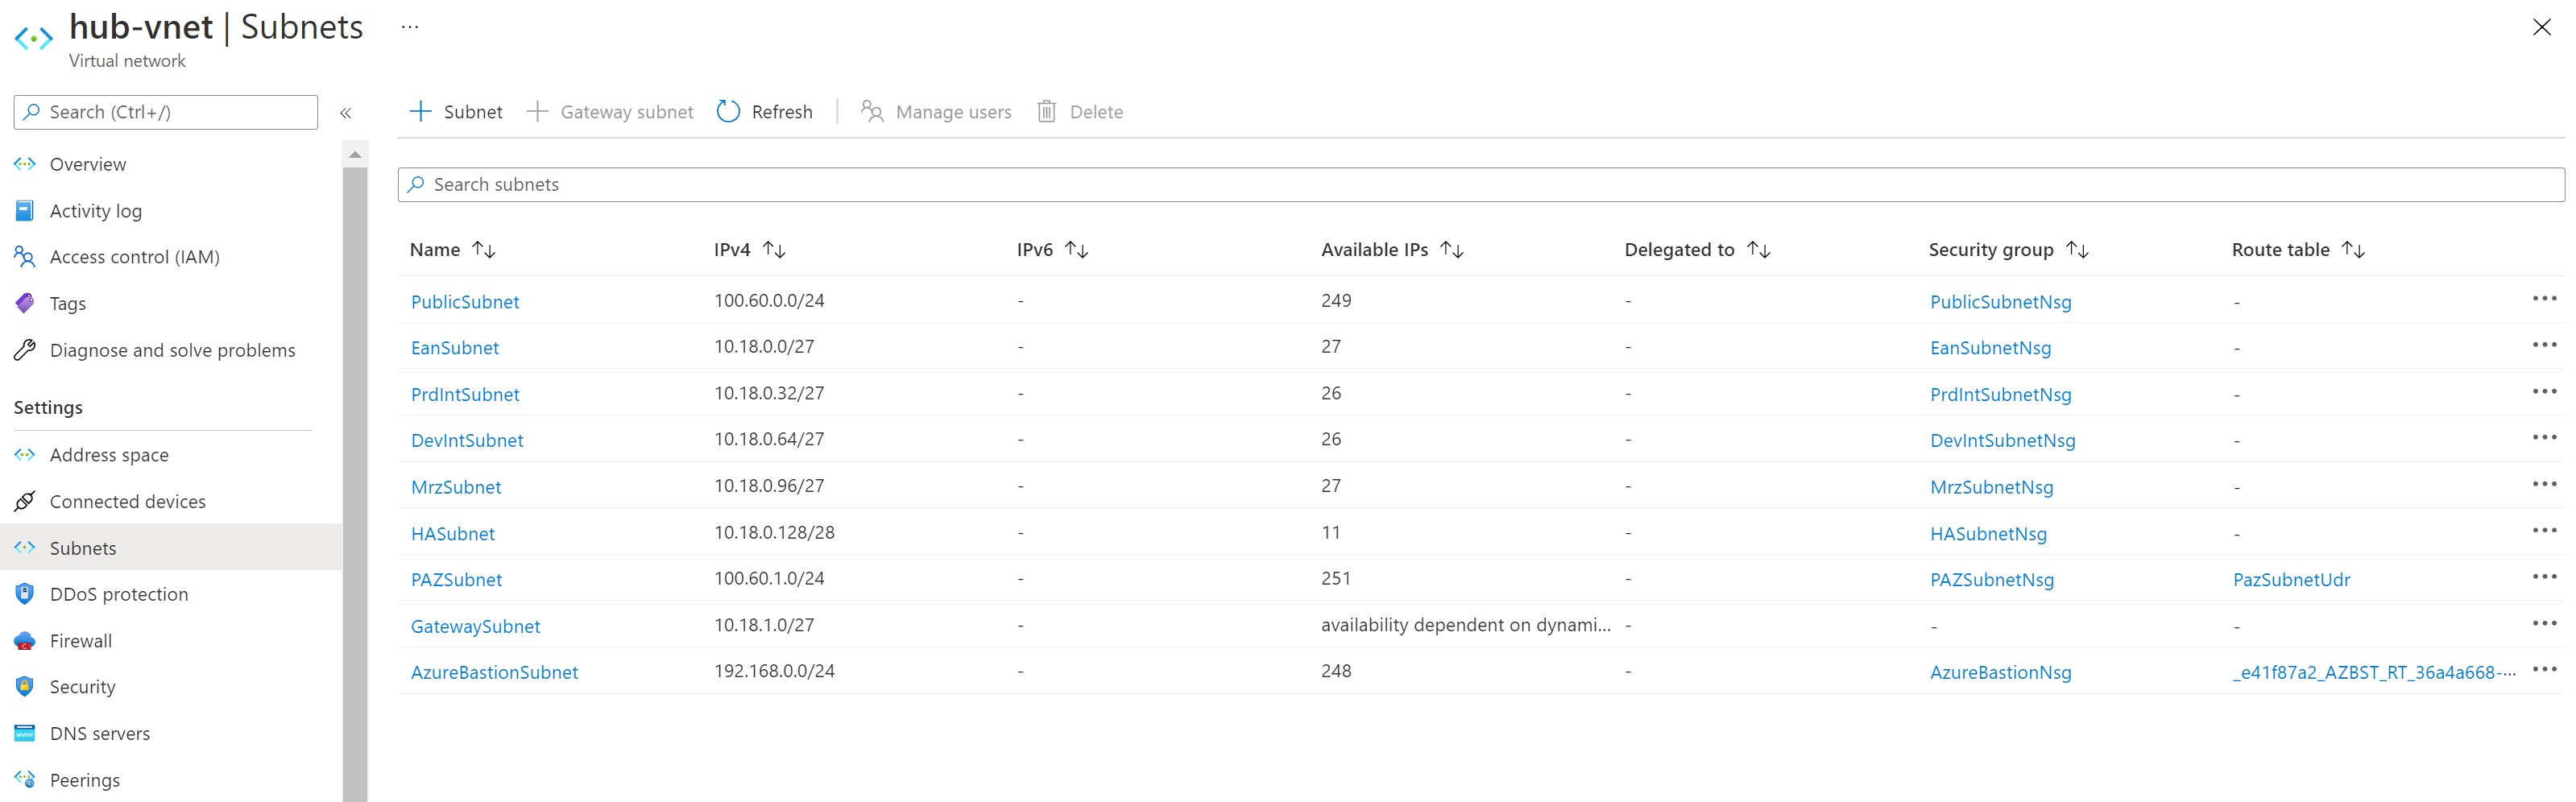 hub-vnet | Subnets ...
Virtual network
Search (Ctrl+/)
«
Overview
Activity log
Access control (IAM)
Tags
Diagnose and solve problems
Settings
Address space
Connected devices
Subnets
DDoS protection
Firewall
Security
DNS servers
Peerings
+ Subnet + Gateway subnet Refresh Manage users Delete
Search subnets
Name ↑↓ IPv4 ↑↓ IPv6 ↑↓ Available IPs ↑↓ Delegated to ↑↓ Security group ↑↓ Route table ↑↓
PublicSubnet 100.60.0.0/24 - 249 - PublicSubnetNsg - ...
EanSubnet 10.18.0.0/27 - 27 - EanSubnetNsg - ...
PrdIntSubnet 10.18.0.32/27 - 26 - PrdIntSubnetNsg - ...
DevIntSubnet 10.18.0.64/27 - 26 - DevIntSubnetNsg - ...
MrzSubnet 10.18.0.96/27 - 27 - MrzSubnetNsg - ...
HASubnet 10.18.0.128/28 - 11 - HASubnetNsg - ...
PAZSubnet 100.60.1.0/24 - 251 - PAZSubnetNsg PazSubnetUdr ...
GatewaySubnet 10.18.1.0/27 - availability dependent on dynami... - - - ...
AzureBastionSubnet 192.168.0.0/24 - 248 - AzureBastionNsg _e41f87a2_AZBST_RT_36a4a668-... ...